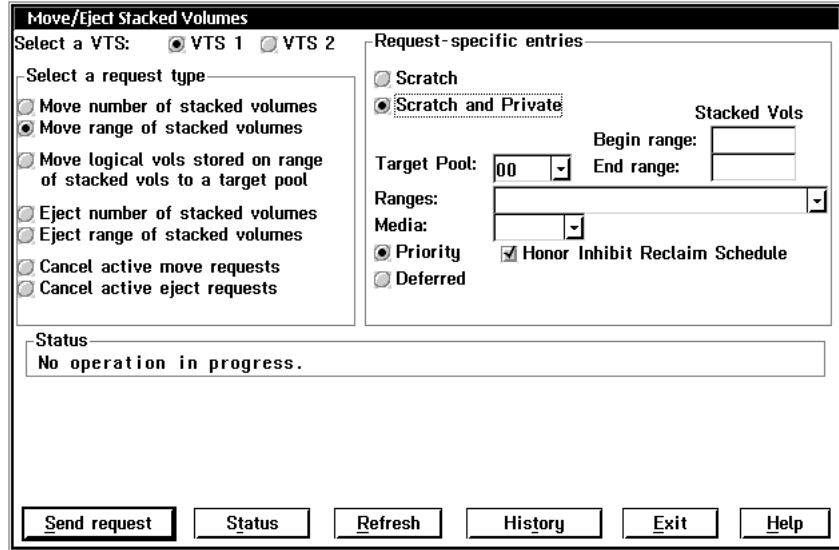 Move/Eject Stacked Volumes
Select a VTS: VTS 1 VTS 2
Select a request type
Move number of stacked volumes
Move range of stacked volumes
Move logical vols stored on range
of stacked vols to a target pool
Eject number of stacked volumes
Eject range of stacked volumes
Cancel active move requests
Cancel active eject requests
Request-specific entries
Scratch
Scratch and Private
Stacked Vols
Begin range:
Target Pool: 00 End range:
Ranges:
Media:
Priority Honor Inhibit Reclaim Schedule
Deferred
Status
No operation in progress.
Send request Status Refresh History Exit Help